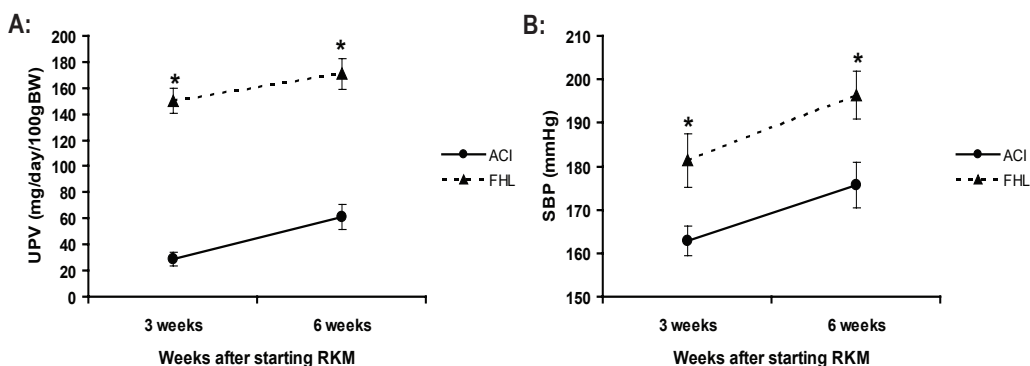 A:
UPV (mg/day/100gBW)
200
180
160
140
120
100
80
60
40
20
0
*
*
3 weeks
6 weeks
Weeks after starting RKM
ACI
FHL
B:
SBP (mmHg)
210
200
190
180
170
160
150
*
*
3 weeks
6 weeks
Weeks after starting RKM
ACI
FHL